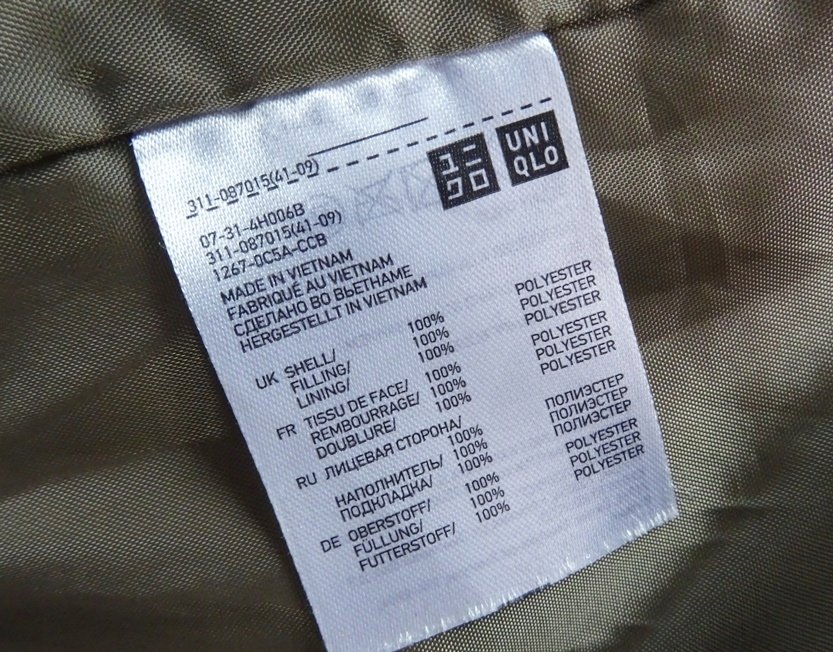 311-087015(41-09)
ユニ
クロ
UNI
QLO
07-31-4H006B
311-087015(41-09)
1267-0C5A-CCB
MADE IN VIETNAM
FABRIQUÉ AU VIETNAM
СДЕЛАНО ВО ВЬЕТНАМЕ
HERGESTELLT IN VIETNAM
UK SHELL/ 100% POLYESTER
FILLING/ 100% POLYESTER
LINING/ 100% POLYESTER
FR TISSU DE FACE/ 100% POLYESTER
REMBOURRAGE/ 100% POLYESTER
DOUBLURE/ 100% POLYESTER
RU ЛИЦЕВАЯ СТОРОНА/
100% ПОЛИЭСТЕР
НАПОЛНИТЕЛЬ/ 100% ПОЛИЭСТЕР
ПОДКЛАДКА/ 100% ПОЛИЭСТЕР
DE OBERSTOFF/ 100% POLYESTER
FÜLLUNG/ 100% POLYESTER
FUTTERSTOFF/ 100% POLYESTER